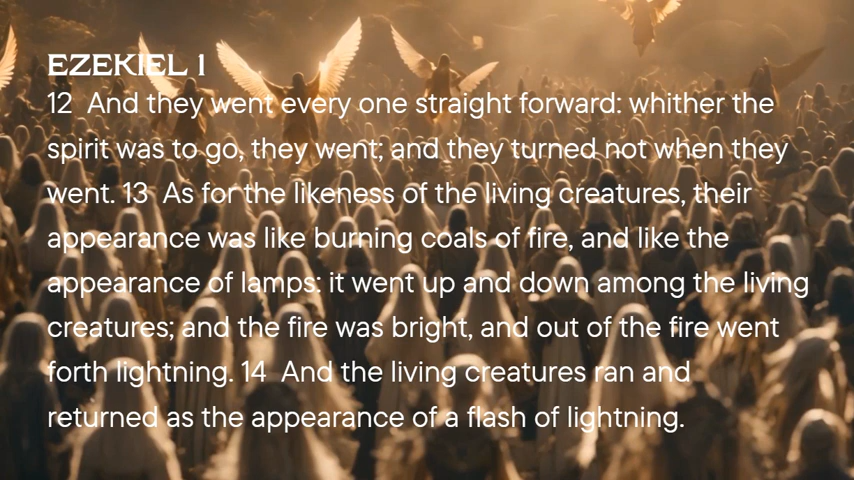 EZEKIEL 1
12 And they went every one straight forward: whither the
spirit was to go, they went; and they turned not when they
went. 13 As for the likeness of the living creatures, their
appearance was like burning coals of fire, and like the
appearance of lamps: it went up and down among the living
creatures; and the fire was bright, and out of the fire went
forth lightning. 14 And the living creatures ran and
returned as the appearance of a flash of lightning.